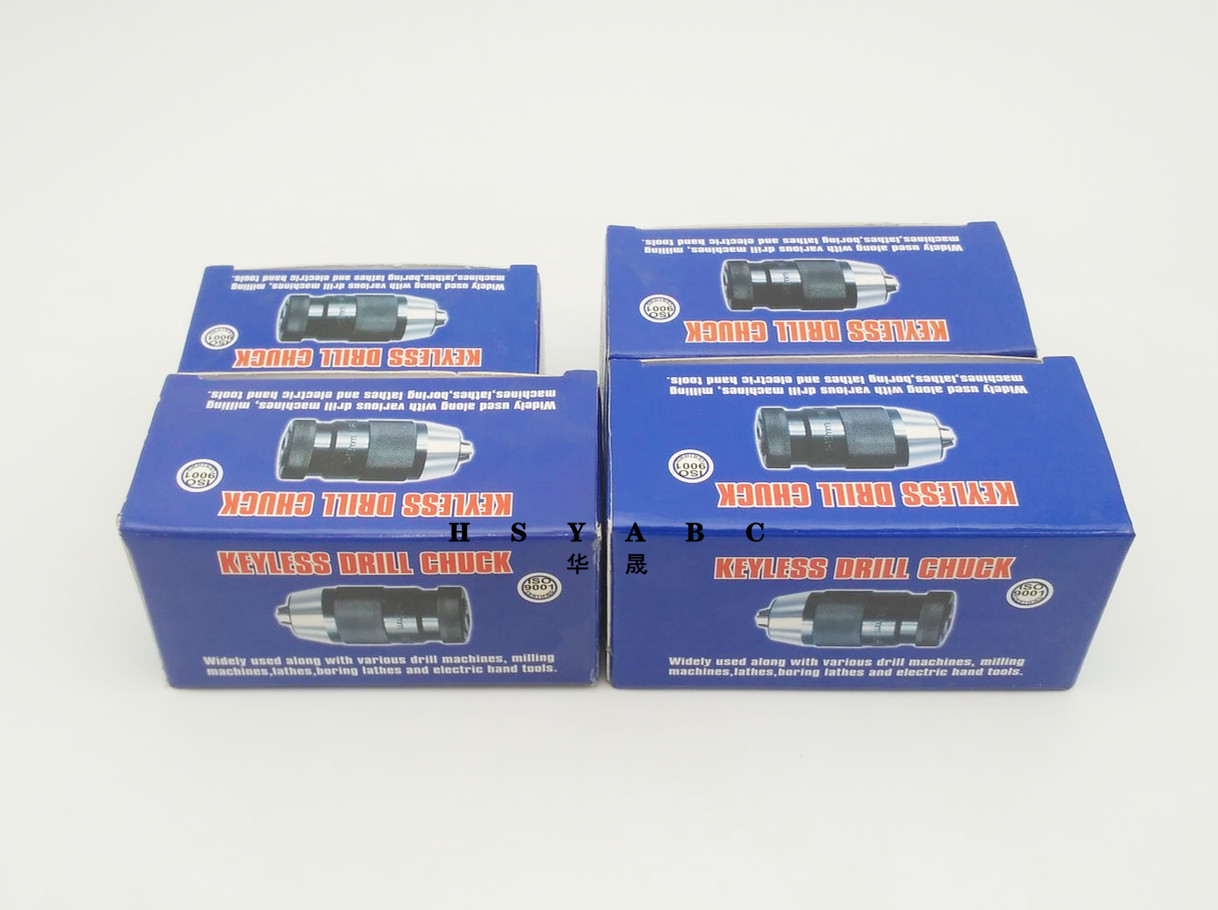 Widely used along with various drill machines, milling
machines,lathes,boring lathes and electric hand tools.
ISO
9001
KEYLESS DRILL CHUCK
Widely used along with various drill machines, milling
machines,lathes,boring lathes and electric hand tools.
ISO
9001
KEYLESS DRILL CHUCK
Widely used along with various drill machines, milling
machines,lathes,boring lathes and electric hand tools.
ISO
9001
KEYLESS DRILL CHUCK
Widely used along with various drill machines, milling
machines,lathes,boring lathes and electric hand tools.
ISO
9001
KEYLESS DRILL CHUCK
H S Y A B C
华 晟
KEYLESS DRILL CHUCK
ISO
9001
Widely used along with various drill machines, milling
machines,lathes,boring lathes and electric hand tools.
KEYLESS DRILL CHUCK
ISO
9001
Widely used along with various drill machines, milling
machines,lathes,boring lathes and electric hand tools.